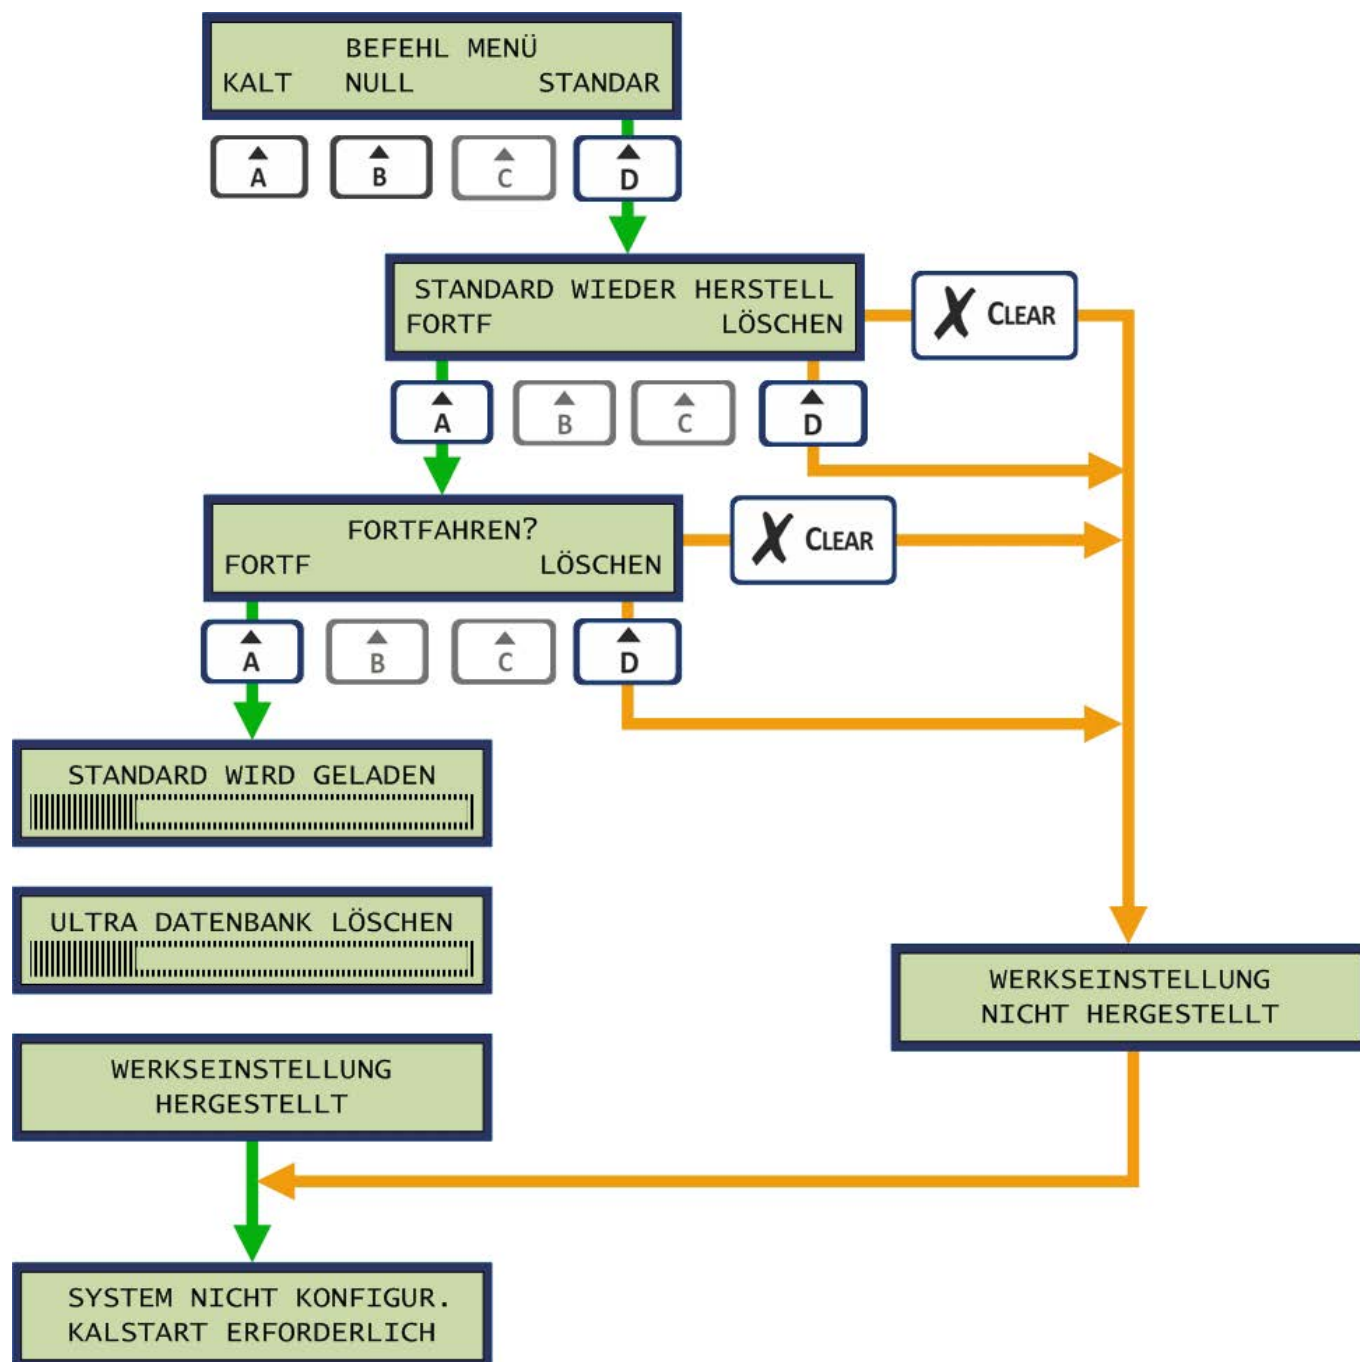 BEFEHL MENÜ
KALT NULL STANDAR
A B C D
STANDARD WIEDER HERSTELL
FORTF LÖSCHEN
✗ CLEAR
A B C D
FORTFAHREN?
FORTF LÖSCHEN
✗ CLEAR
A B C D
STANDARD WIRD GELADEN
ULTRA DATENBANK LÖSCHEN
WERKSEINSTELLUNG
NICHT HERGESTELLT
WERKSEINSTELLUNG
HERGESTELLT
SYSTEM NICHT KONFIGUR.
KALSTART ERFORDERLICH